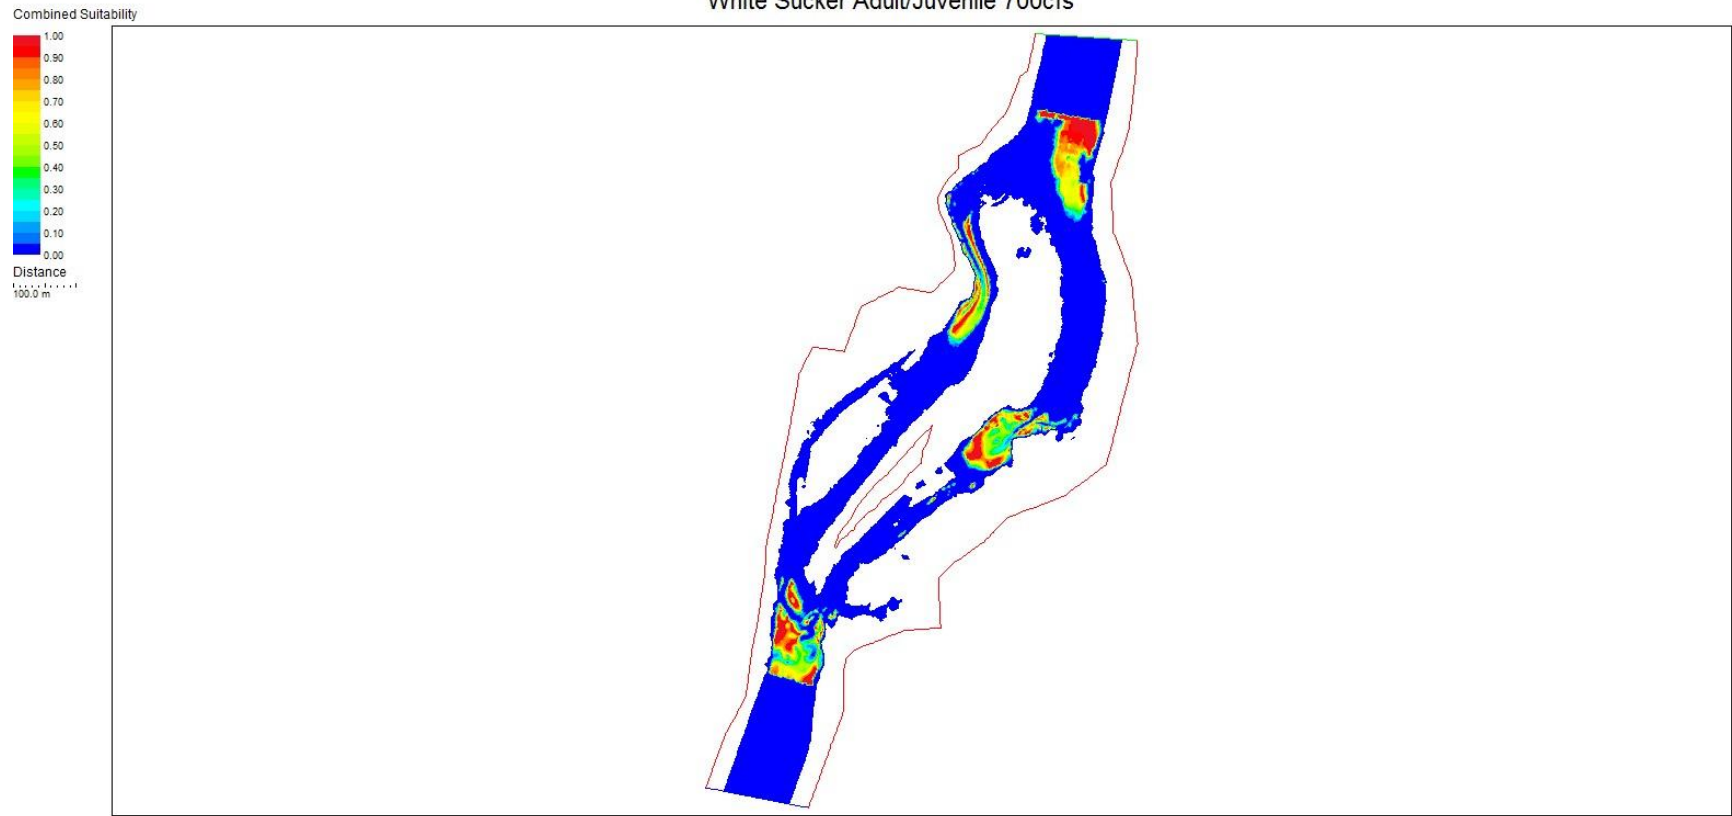 White Sucker Adult/Juvenile 700cfs
Combined Suitability
1.00
0.90
0.80
0.70
0.60
0.50
0.40
0.30
0.20
0.10
0.00
Distance
100.0 m